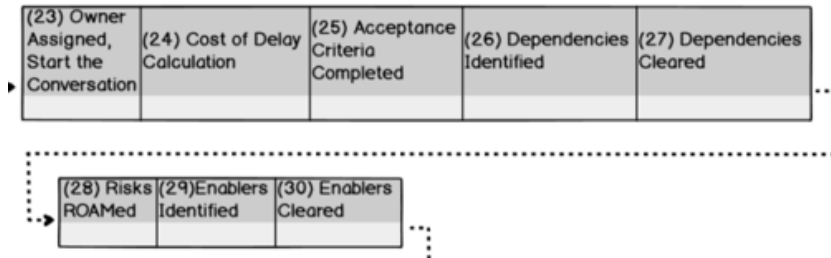 (23) Owner
Assigned,
Start the
Conversation
(24) Cost of Delay
Calculation
(25) Acceptance
Criteria
Completed
(26) Dependencies
Identified
(27) Dependencies
Cleared
(28) Risks
ROAMed
(29)Enablers
Identified
(30) Enablers
Cleared